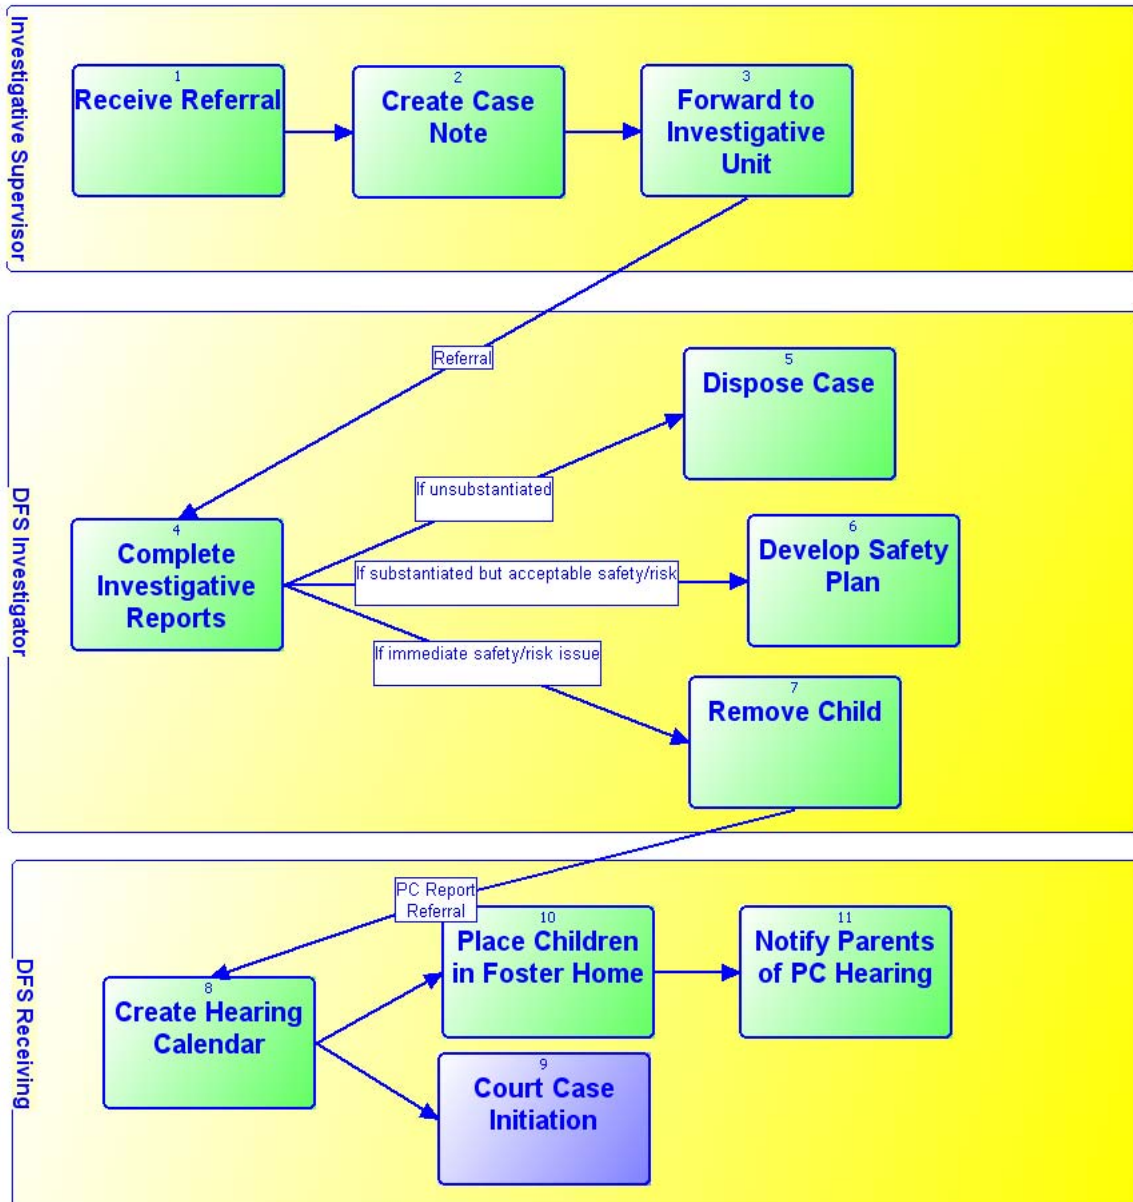 Investigative Supervisor
1
Receive Referral
2
Create Case
Note
3
Forward to
Investigative
Unit
Referral
DFS Investigator
4
Complete
Investigative
Reports
If unsubstantiated
5
Dispose Case
If substantiated but acceptable safety/risk
6
Develop Safety
Plan
If immediate safety/risk issue
7
Remove Child
DFS Receiving
PC Report
Referral
8
Create Hearing
Calendar
10
Place Children
in Foster Home
11
Notify Parents
of PC Hearing
9
Court Case
Initiation